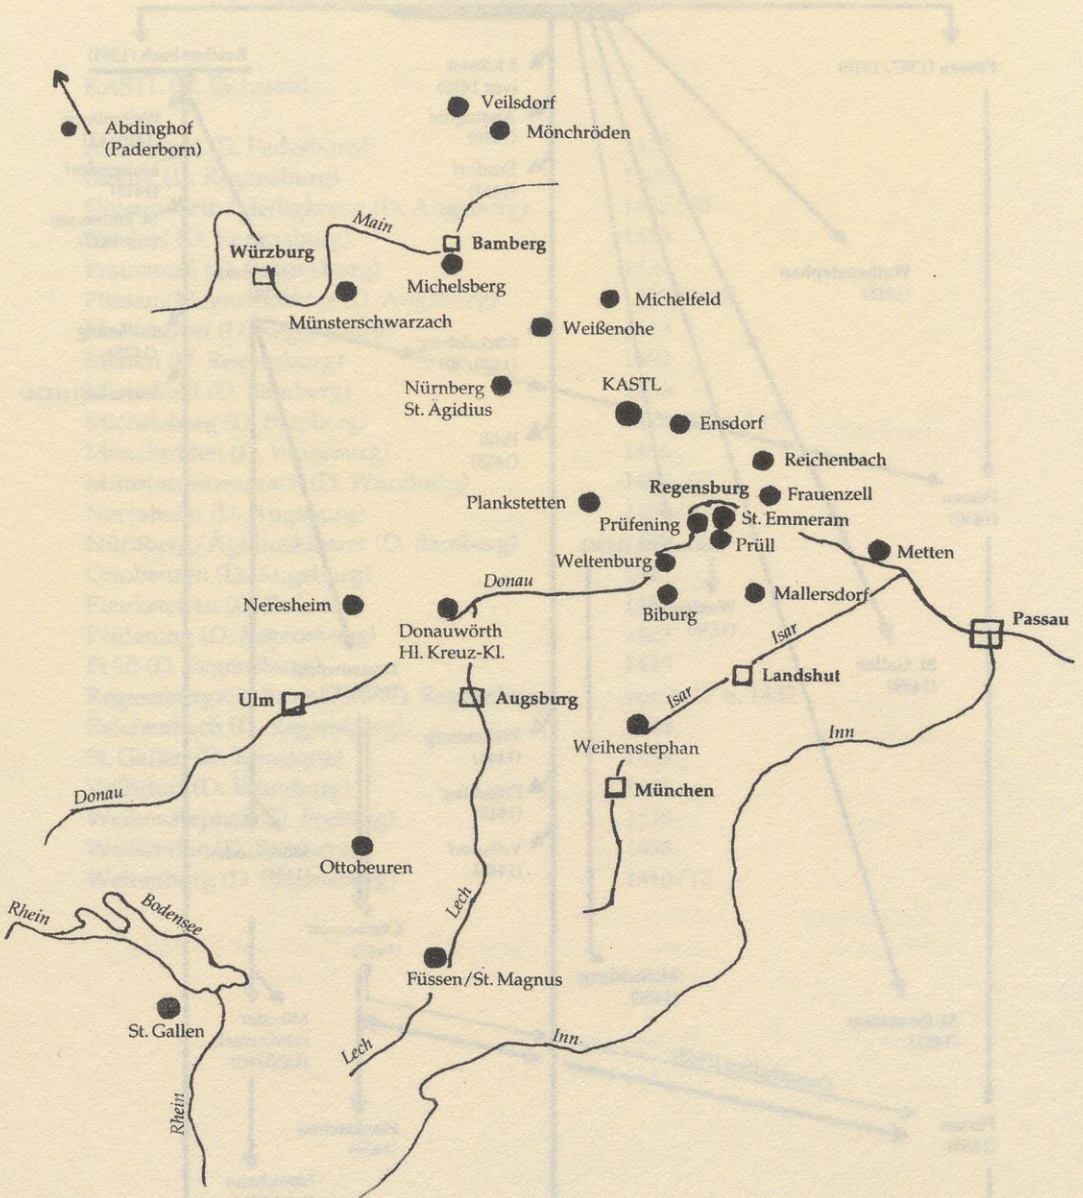 Veilsdorf
Mönchröden
Abdinghof
(Paderborn)
Main
Bamberg
Würzburg
Michelsberg
Münsterschwarzach
Michelfeld
Weißenohe
Nürnberg
St. Ägidius
KASTL
Ensdorf
Reichenbach
Regensburg
Frauenzell
Plankstetten
Prüfening
St. Emmeram
Prüll
Metten
Weltenburg
Donau
Mallersdorf
Biburg
Neresheim
Donauwörth
Hl. Kreuz-Kl.
Passau
Isar
Landshut
Ulm
Augsburg
Isar
Weihenstephan
Inn
München
Donau
Ottobeuren
Rhein
Bodensee
Lech
Füssen/St. Magnus
St. Gallen
Lech
Inn
Rhein